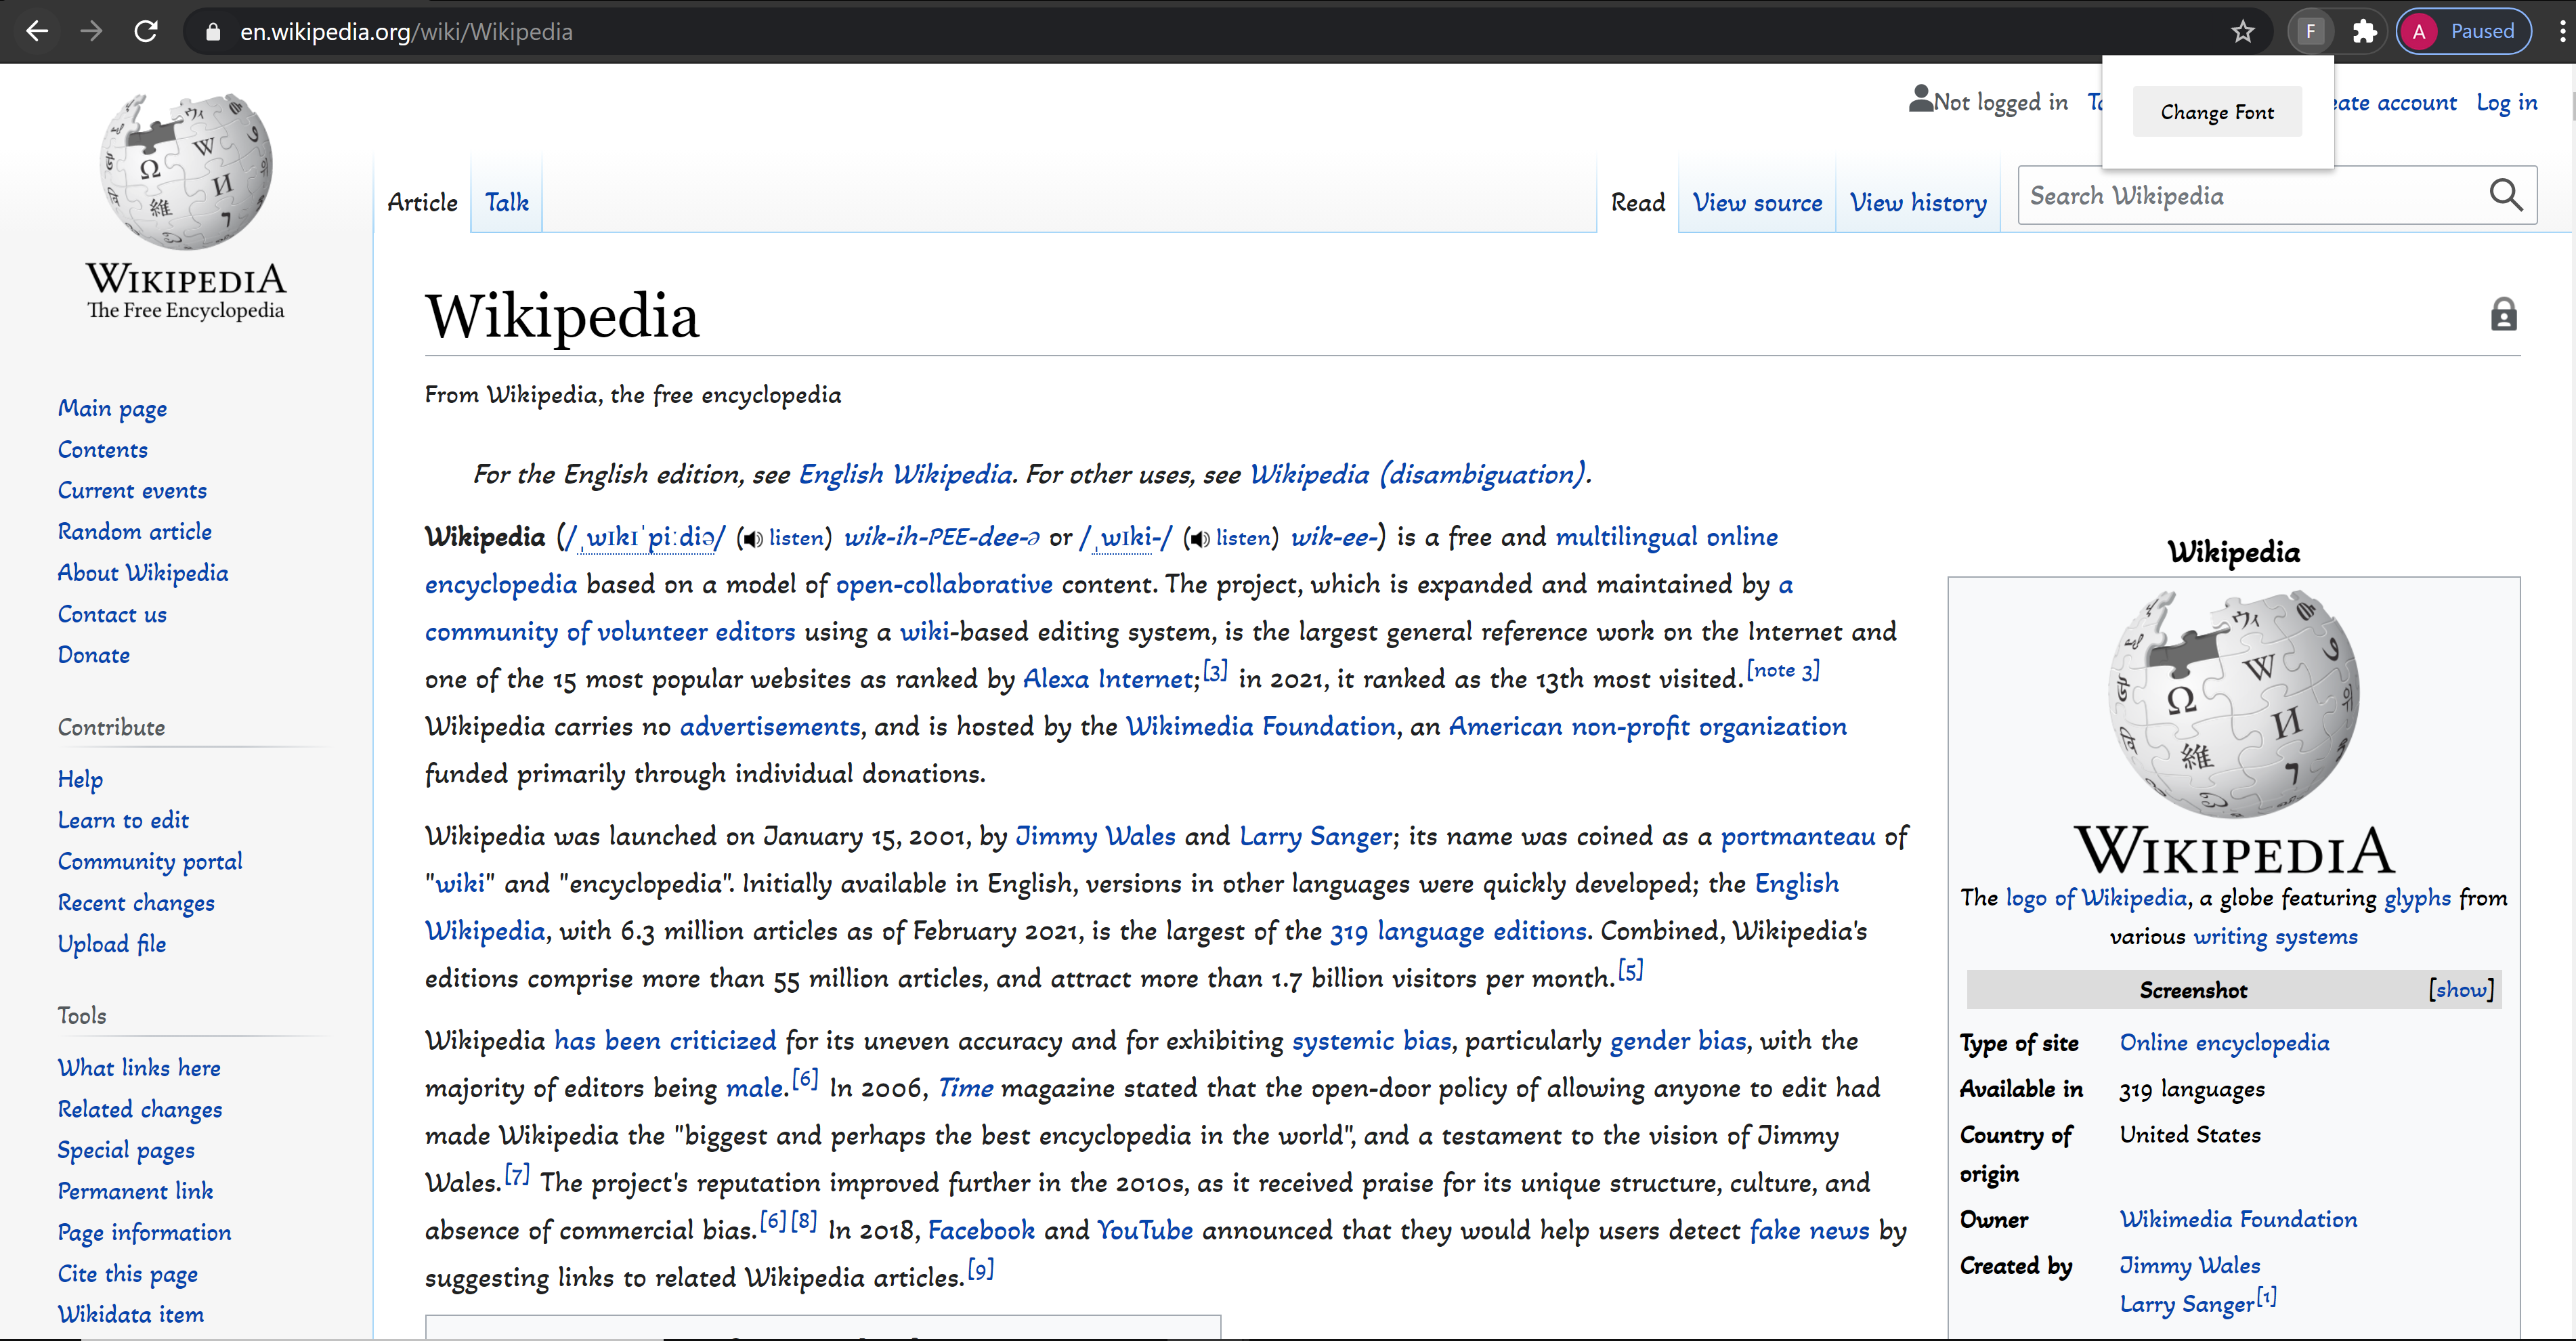 en.wikipedia.org/wiki/Wikipedia
F
A Paused
Not logged in
Change Font
Log in
WIKIPEDIA
The Free Encyclopedia
Article Talk
Read View source View history
Search Wikipedia
Main page
Contents
Current events
Random article
About Wikipedia
Contact us
Donate
Contribute
Help
Learn to edit
Community portal
Recent changes
Upload file
Tools
What links here
Related changes
Special pages
Permanent link
Page information
Cite this page
Wikidata item
Wikipedia
From Wikipedia, the free encyclopedia
For the English edition, see English Wikipedia. For other uses, see Wikipedia (disambiguation).
Wikipedia (/ˌwɪkɪˈpiːdiə/ (listen) wik-ih-PEE-dee-ə or /ˌwɪki-/ (listen) wik-ee-) is a free and multilingual online
encyclopedia based on a model of open-collaborative content. The project, which is expanded and maintained by a
community of volunteer editors using a wiki-based editing system, is the largest general reference work on the Internet and
one of the 15 most popular websites as ranked by Alexa Internet;[3] in 2021, it ranked as the 13th most visited.[note 3]
Wikipedia carries no advertisements, and is hosted by the Wikimedia Foundation, an American non-profit organization
funded primarily through individual donations.
Wikipedia was launched on January 15, 2001, by Jimmy Wales and Larry Sanger; its name was coined as a portmanteau of
"wiki" and "encyclopedia". Initially available in English, versions in other languages were quickly developed; the English
Wikipedia, with 6.3 million articles as of February 2021, is the largest of the 319 language editions. Combined, Wikipedia's
editions comprise more than 55 million articles, and attract more than 1.7 billion visitors per month.[5]
Wikipedia has been criticized for its uneven accuracy and for exhibiting systemic bias, particularly gender bias, with the
majority of editors being male.[6] In 2006, Time magazine stated that the open-door policy of allowing anyone to edit had
made Wikipedia the "biggest and perhaps the best encyclopedia in the world", and a testament to the vision of Jimmy
Wales.[7] The project's reputation improved further in the 2010s, as it received praise for its unique structure, culture, and
absence of commercial bias.[6][8] In 2018, Facebook and YouTube announced that they would help users detect fake news by
suggesting links to related Wikipedia articles.[9]
Wikipedia
WIKIPEDIA
The logo of Wikipedia, a globe featuring glyphs from
various writing systems
Screenshot [show]
Type of site Online encyclopedia
Available in 319 languages
Country of United States
origin
Owner Wikimedia Foundation
Created by Jimmy Wales
Larry Sanger[1]